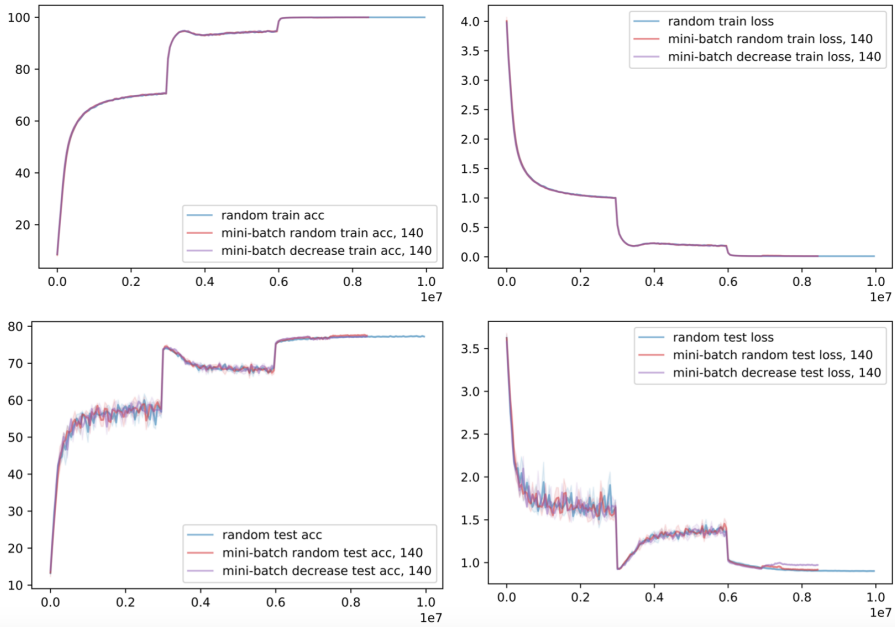 100
80
60
40
20
random train acc
mini-batch random train acc, 140
mini-batch decrease train acc, 140
0.0 0.2 0.4 0.6 0.8 1.0
1e7
4.0
3.5
3.0
2.5
2.0
1.5
1.0
0.5
0.0
random train loss
mini-batch random train loss, 140
mini-batch decrease train loss, 140
0.0 0.2 0.4 0.6 0.8 1.0
1e7
80
70
60
50
40
30
20
10
random test acc
mini-batch random test acc, 140
mini-batch decrease test acc, 140
0.0 0.2 0.4 0.6 0.8 1.0
1e7
3.5
3.0
2.5
2.0
1.5
1.0
random test loss
mini-batch random test loss, 140
mini-batch decrease test loss, 140
0.0 0.2 0.4 0.6 0.8 1.0
1e7